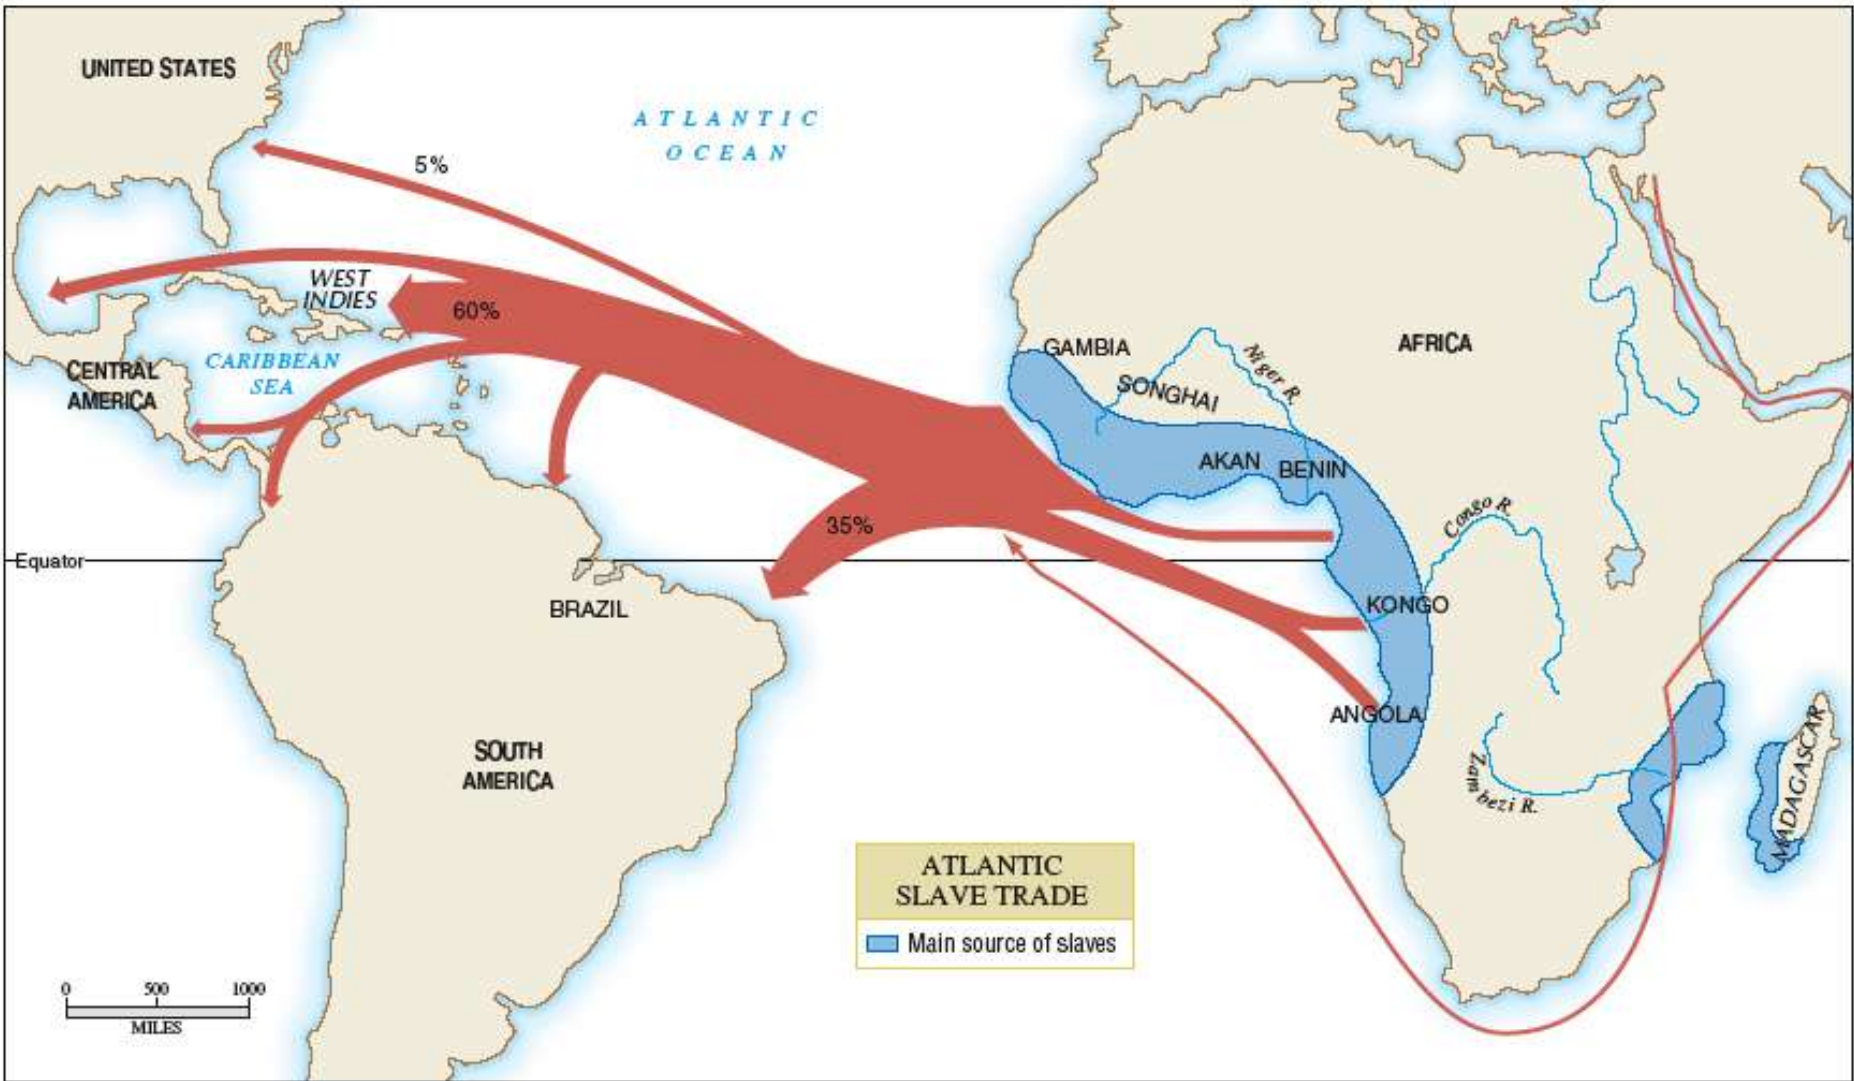 UNITED STATES
ATLANTIC
OCEAN
5%
WEST
INDIES
60%
CARIBBEAN
SEA
CENTRAL
AMERICA
GAMBIA
SONGHAI
Niger R.
AFRICA
AKAN
BENIN
Congo R.
35%
Equator
BRAZIL
KONGO
ANGOLA
SOUTH
AMERICA
Zambezi R.
MADAGASCAR
ATLANTIC
SLAVE TRADE
Main source of slaves
0 500 1000
MILES